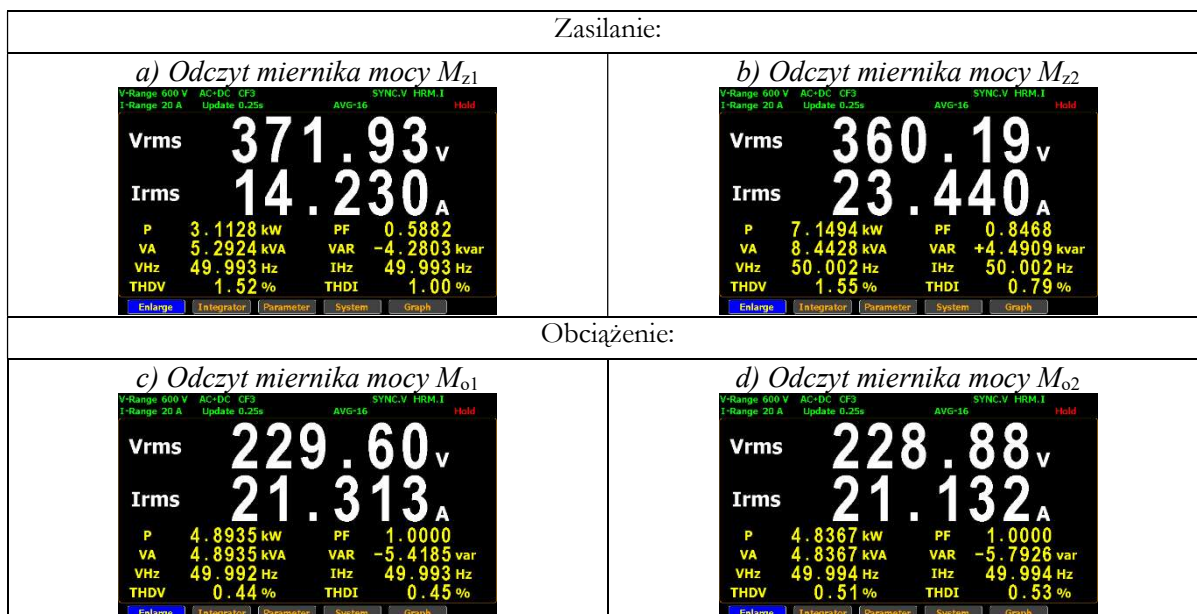 Zasilanie:
a) Odczyt miernika mocy Mz1
V-Range 600 V AC+DC CF3 SYNC.V HRM.I
I-Range 20 A Update 0.25s AVG-16 Hold
Vrms 371.93 V
Irms 14.230 A
P 3.1128 kW PF 0.5882
VA 5.2924 kVA VAR -4.2803 kvar
VHz 49.993 Hz IHz 49.993 Hz
THDV 1.52 % THDI 1.00 %
Enlarge Integrator Parameter System Graph
b) Odczyt miernika mocy Mz2
V-Range 600 V AC+DC CF3 SYNC.V HRM.I
I-Range 20 A Update 0.25s AVG-16 Hold
Vrms 360.19 V
Irms 23.440 A
P 7.1494 kW PF 0.8468
VA 8.4428 kVA VAR +4.4909 kvar
VHz 50.002 Hz IHz 50.002 Hz
THDV 1.55 % THDI 0.79 %
Enlarge Integrator Parameter System Graph
Obciążenie:
c) Odczyt miernika mocy Mo1
V-Range 600 V AC+DC CF3 SYNC.V HRM.I
I-Range 20 A Update 0.25s AVG-16 Hold
Vrms 229.60 V
Irms 21.313 A
P 4.8935 kW PF 1.0000
VA 4.8935 kVA VAR -5.4185 var
VHz 49.992 Hz IHz 49.993 Hz
THDV 0.44 % THDI 0.45 %
Enlarge Integrator Parameter System Graph
d) Odczyt miernika mocy Mo2
V-Range 600 V AC+DC CF3 SYNC.V HRM.I
I-Range 20 A Update 0.25s AVG-16 Hold
Vrms 228.88 V
Irms 21.132 A
P 4.8367 kW PF 1.0000
VA 4.8367 kVA VAR -5.7926 var
VHz 49.994 Hz IHz 49.994 Hz
THDV 0.51 % THDI 0.53 %
Enlarge Integrator Parameter System Graph